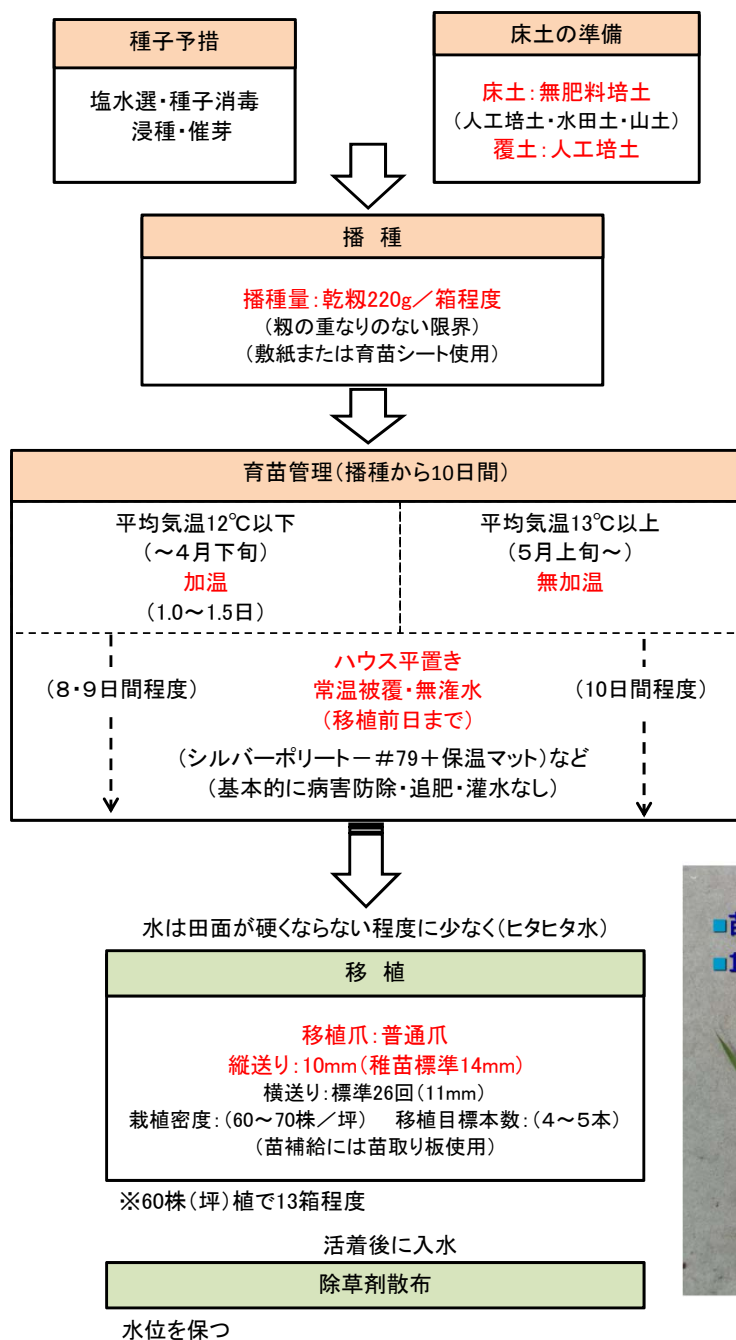 種子予措
塩水選・種子消毒
浸種・催芽
床土の準備
床土：無肥料培土
（人工培土・水田土・山土）
覆土：人工培土
播 種
播種量：乾籾220g／箱程度
（籾の重なりのない限界）
（敷紙または育苗シート使用）
育苗管理（播種から10日間）
平均気温12℃以下
（～4月下旬）
加温
（1.0～1.5日）
平均気温13℃以上
（5月上旬～）
無加温
（8・9日間程度）
ハウス平置き
常温被覆・無潅水
（移植前日まで）
（10日間程度）
（シルバーポリトー＃79＋保温マット）など
（基本的に病害防除・追肥・灌水なし）
水は田面が硬くならない程度に少なく（ヒタヒタ水）
移 植
移植爪：普通爪
縦送り：10mm（稚苗標準14mm）
横送り：標準26回（11mm）
栽植密度：（60～70株／坪） 移植目標本数：（4～5本）
（苗補給には苗取り板使用）
※60株（坪）植で13箱程度
活着後に入水
除草剤散布
水位を保つ